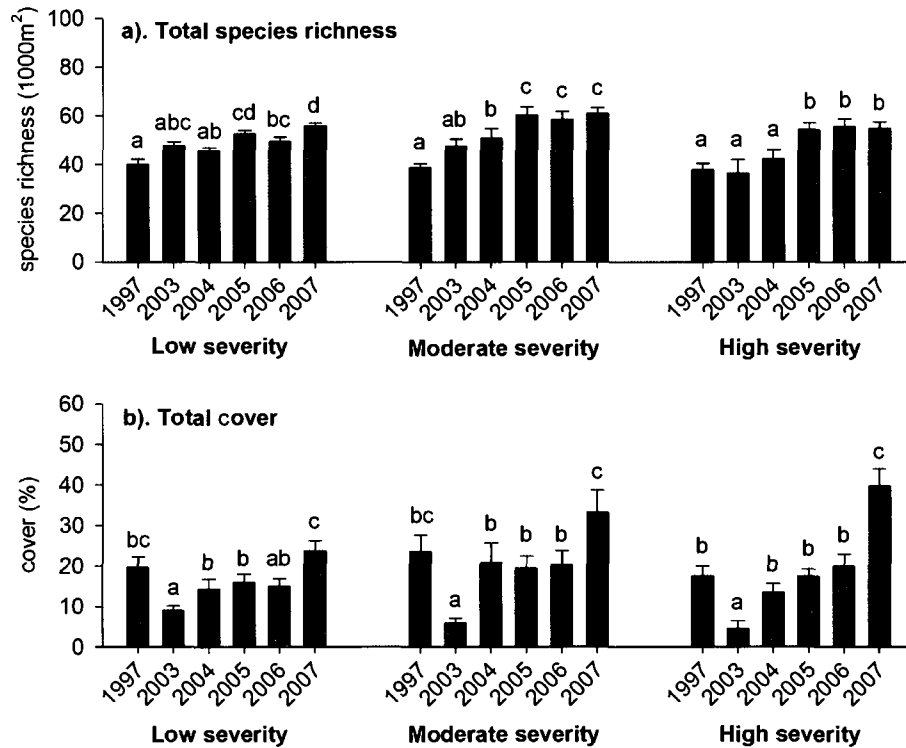 a). Total species richness
species richness (1000m²)
100
80
60
40
20
0
a abc ab cd bc d
a ab b c c c
a a a b b b
1997 2003 2004 2005 2006 2007
1997 2003 2004 2005 2006 2007
1997 2003 2004 2005 2006 2007
Low severity
Moderate severity
High severity
b). Total cover
cover (%)
60
50
40
30
20
10
0
bc a b b ab c
bc a b b b c
b a b b b c
1997 2003 2004 2005 2006 2007
1997 2003 2004 2005 2006 2007
1997 2003 2004 2005 2006 2007
Low severity
Moderate severity
High severity